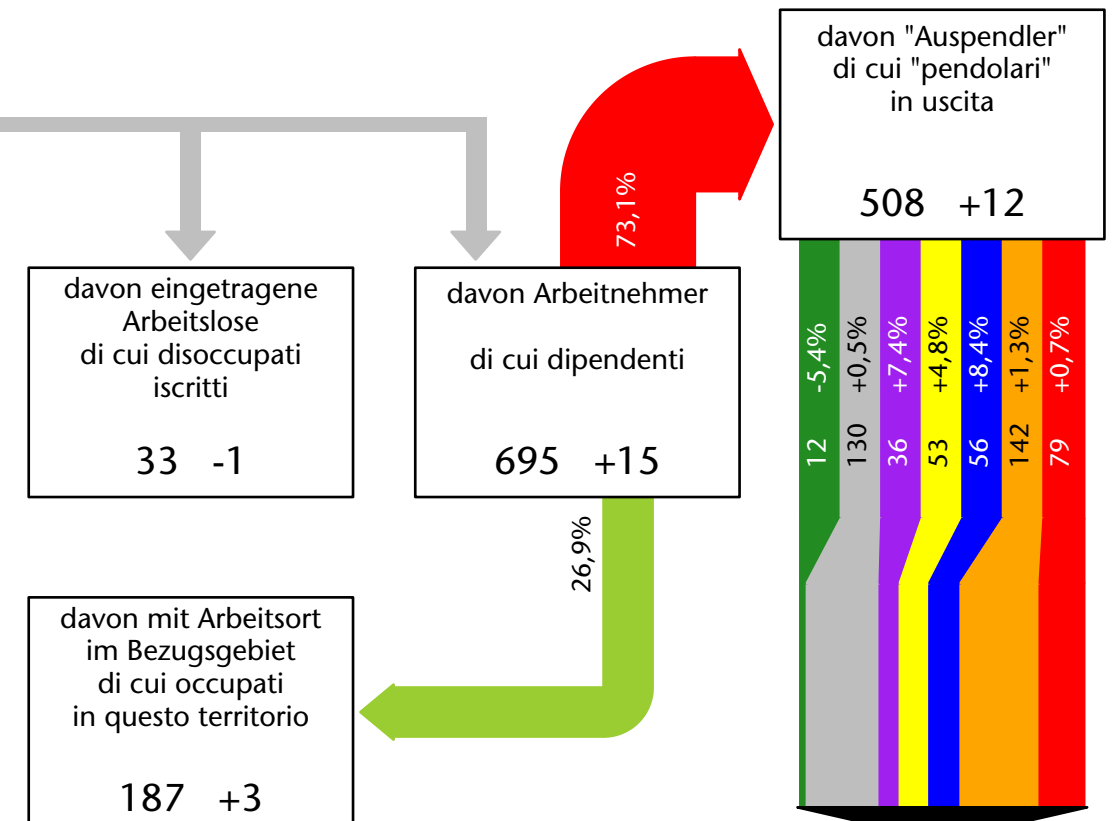 davon "Auspendler"
di cui "pendolari"
in uscita
508 +12
73,1%
davon eingetragene
Arbeitslose
di cui disoccupati
iscritti
33 -1
davon Arbeitnehmer
di cui dipendenti
695 +15
12 -5,4%
130 +0,5%
36 +7,4%
53 +4,8%
56 +8,4%
142 +1,3%
79 +0,7%
26,9%
davon mit Arbeitsort
im Bezugsgebiet
di cui occupati
in questo territorio
187 +3